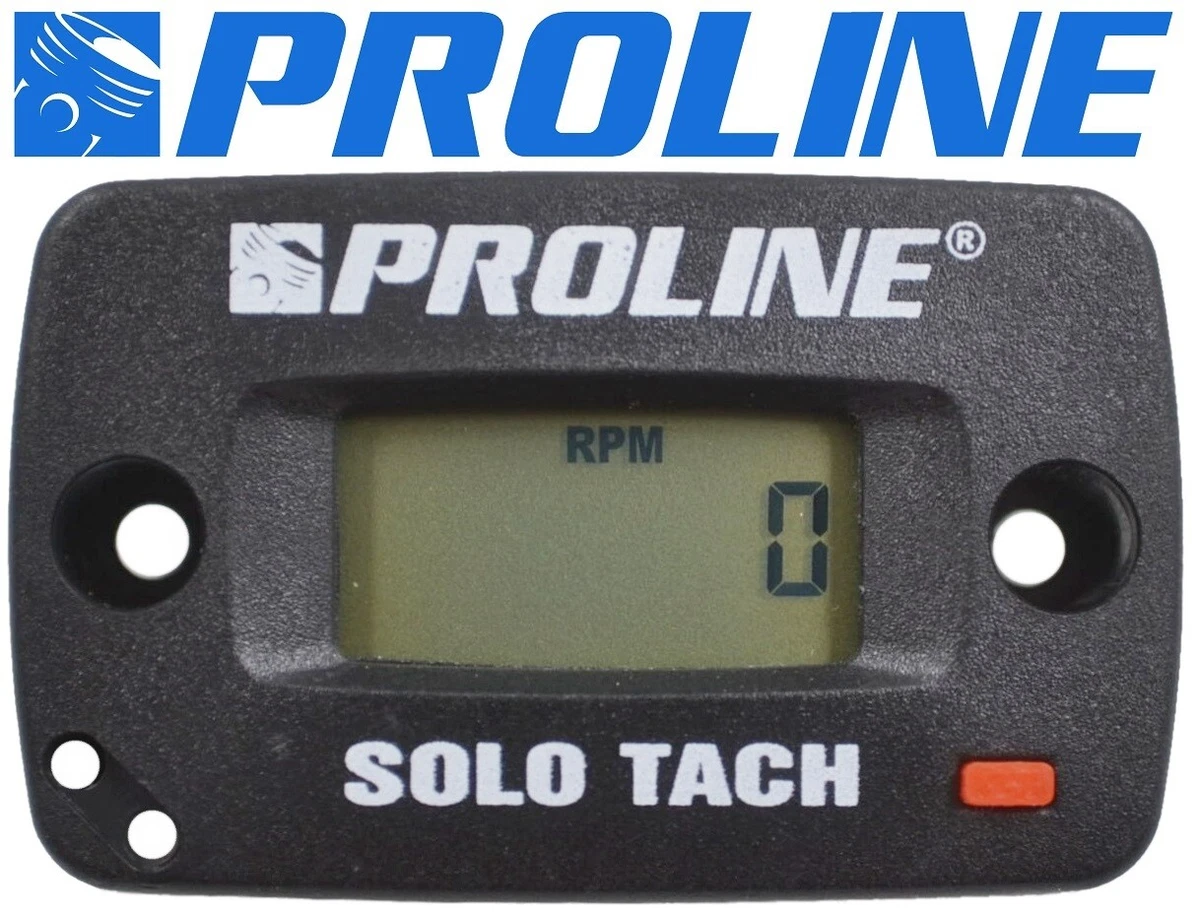 PROLINE
PROLINE®
RPM
0
SOLO TACH